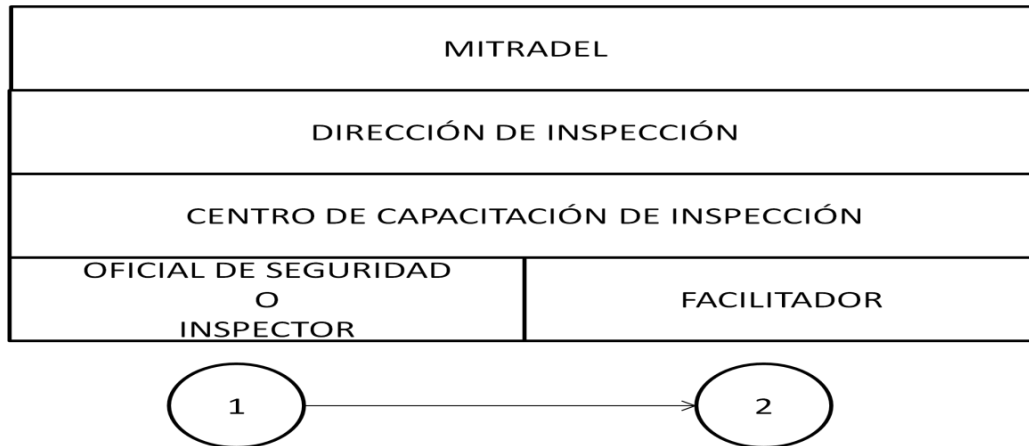 MITRADEL
DIRECCIÓN DE INSPECCIÓN
CENTRO DE CAPACITACIÓN DE INSPECCIÓN
OFICIAL DE SEGURIDAD
O
INSPECTOR
FACILITADOR
1
2